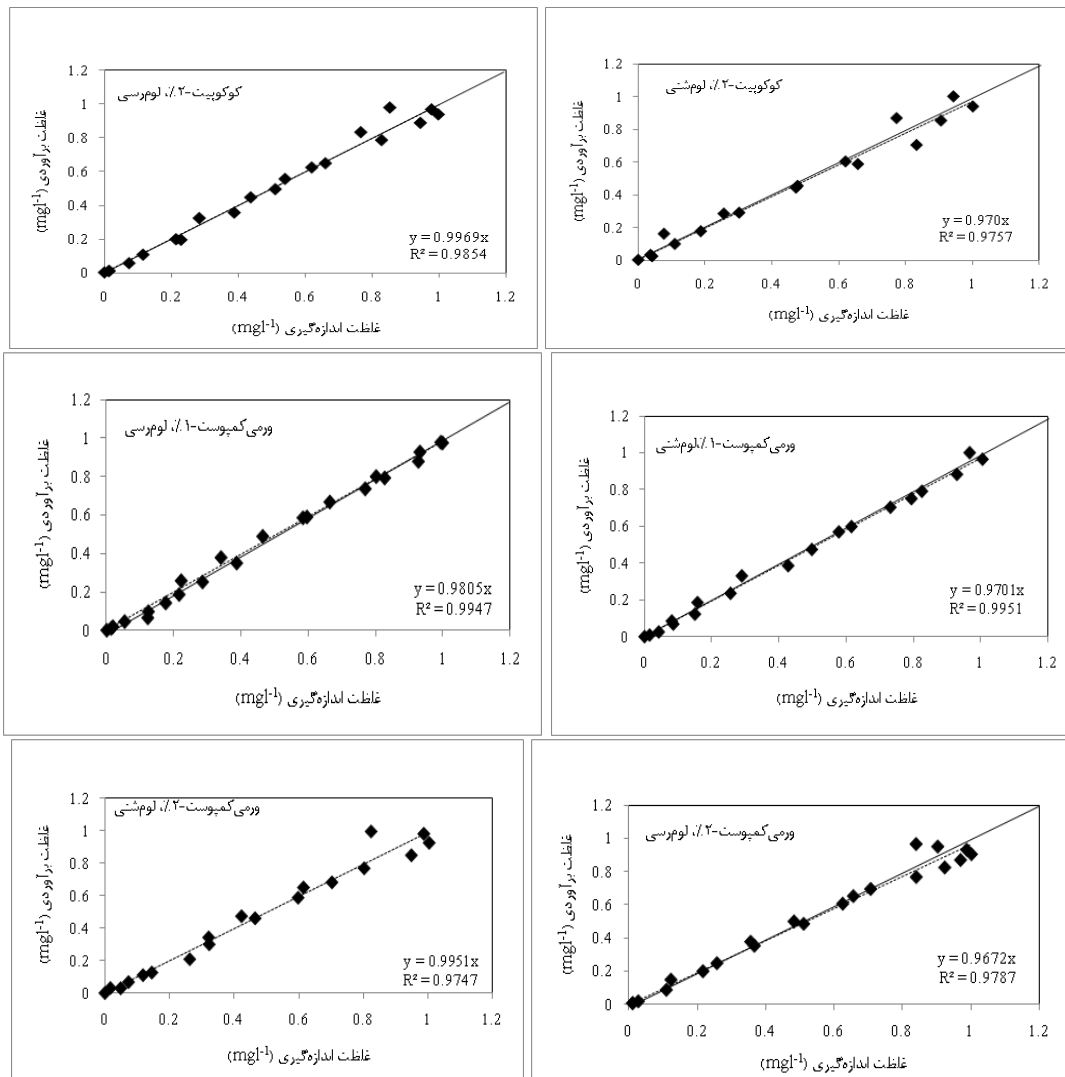 کوکوپیت-۲٪، لوم‌رسی
غلظت برآوردی (mgl-1)
1.2
1
0.8
0.6
0.4
0.2
0
y = 0.9969x
R² = 0.9854
0 0.2 0.4 0.6 0.8 1 1.2
غلظت اندازه‌گیری (mgl-1)
کوکوپیت-۲٪، لوم‌شنی
غلظت برآوردی (mgl-1)
1.2
1
0.8
0.6
0.4
0.2
0
y = 0.970x
R² = 0.9757
0 0.2 0.4 0.6 0.8 1 1.2
غلظت اندازه‌گیری (mgl-1)
ورمی‌کمپوست-۱٪، لوم‌رسی
غلظت برآوردی (mgl-1)
1.2
1
0.8
0.6
0.4
0.2
0
y = 0.9805x
R² = 0.9947
0 0.2 0.4 0.6 0.8 1 1.2
غلظت اندازه‌گیری (mgl-1)
ورمی‌کمپوست-۱٪، لوم‌شنی
غلظت برآوردی (mgl-1)
1.2
1
0.8
0.6
0.4
0.2
0
y = 0.9701x
R² = 0.9951
0 0.2 0.4 0.6 0.8 1 1.2
غلظت اندازه‌گیری (mgl-1)
ورمی‌کمپوست-۲٪، لوم‌شنی
غلظت برآوردی (mgl-1)
1.2
1
0.8
0.6
0.4
0.2
0
y = 0.9951x
R² = 0.9747
0 0.2 0.4 0.6 0.8 1 1.2
غلظت اندازه‌گیری (mgl-1)
ورمی‌کمپوست-۲٪، لوم‌رسی
غلظت برآوردی (mgl-1)
1.2
1
0.8
0.6
0.4
0.2
0
y = 0.9672x
R² = 0.9787
0 0.2 0.4 0.6 0.8 1 1.2
غلظت اندازه‌گیری (mgl-1)